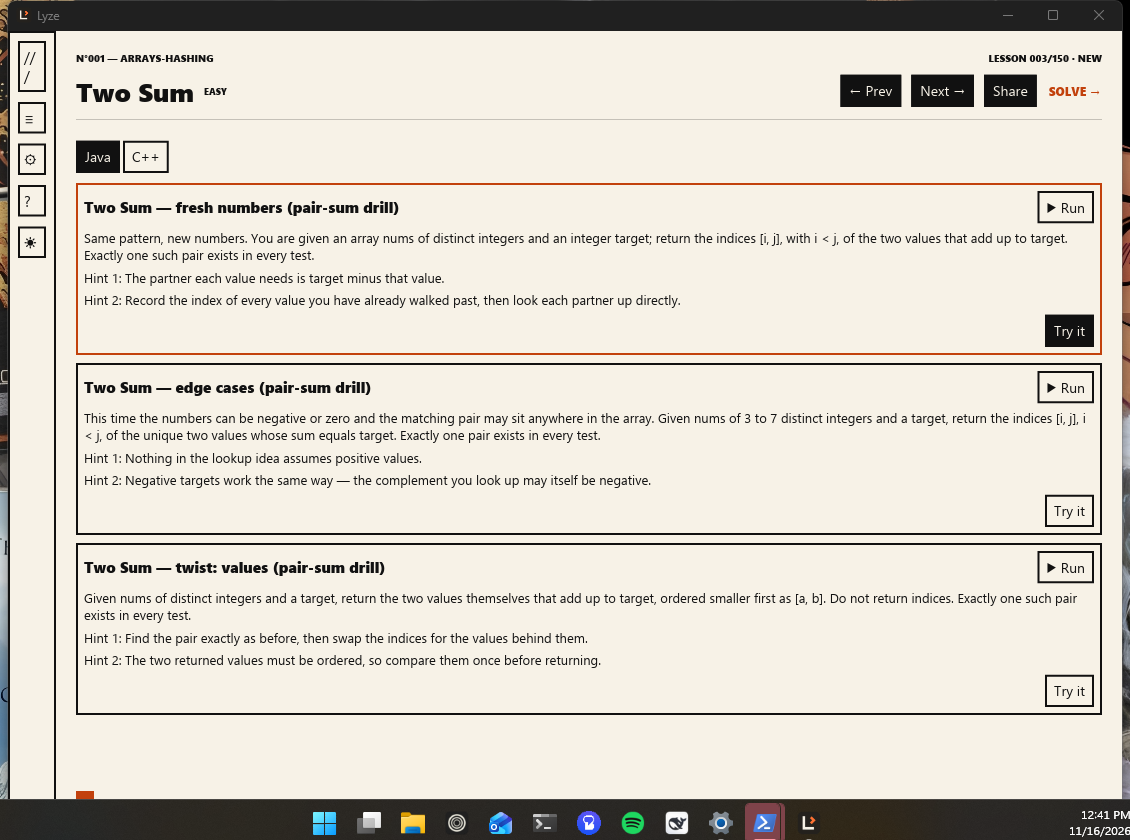 Lyze
//
/
?
N°001 — ARRAYS-HASHING
LESSON 003/150 · NEW
Two Sum EASY
← Prev
Next →
Share
SOLVE →
Java
C++
Two Sum — fresh numbers (pair-sum drill)
▶ Run
Same pattern, new numbers. You are given an array nums of distinct integers and an integer target; return the indices [i, j], with i < j, of the two values that add up to target.
Exactly one such pair exists in every test.
Hint 1: The partner each value needs is target minus that value.
Hint 2: Record the index of every value you have already walked past, then look each partner up directly.
Try it
Two Sum — edge cases (pair-sum drill)
▶ Run
This time the numbers can be negative or zero and the matching pair may sit anywhere in the array. Given nums of 3 to 7 distinct integers and a target, return the indices [i, j], i
< j, of the unique two values whose sum equals target. Exactly one pair exists in every test.
Hint 1: Nothing in the lookup idea assumes positive values.
Hint 2: Negative targets work the same way — the complement you look up may itself be negative.
Try it
Two Sum — twist: values (pair-sum drill)
▶ Run
Given nums of distinct integers and a target, return the two values themselves that add up to target, ordered smaller first as [a, b]. Do not return indices. Exactly one such pair
exists in every test.
Hint 1: Find the pair exactly as before, then swap the indices for the values behind them.
Hint 2: The two returned values must be ordered, so compare them once before returning.
Try it
12:41 PM
11/16/2026